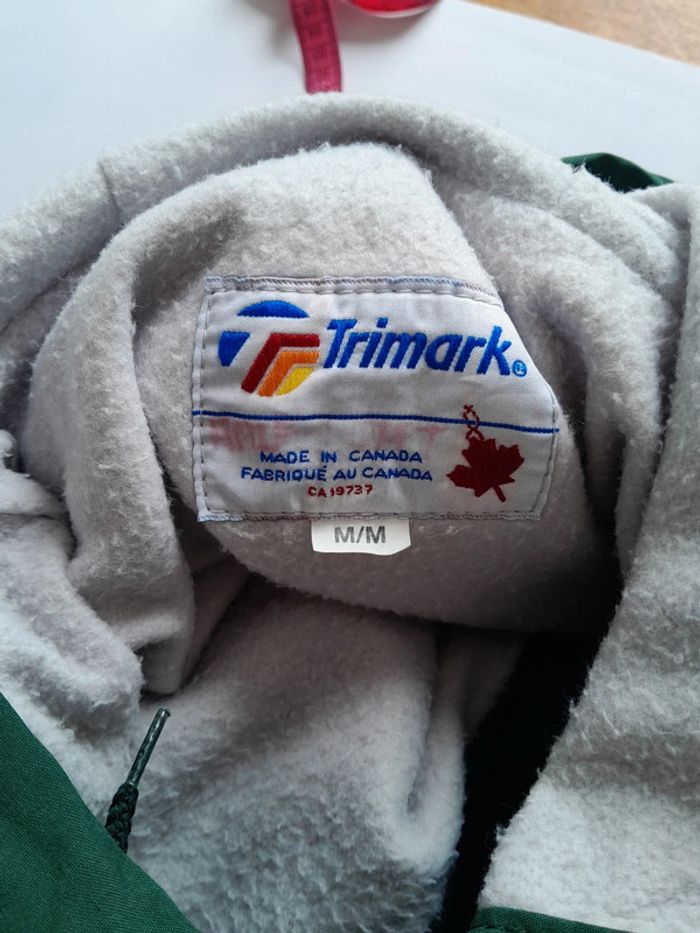 Trimark®
MADE IN CANADA
FABRIQUÉ AU CANADA
CA 19737
M/M